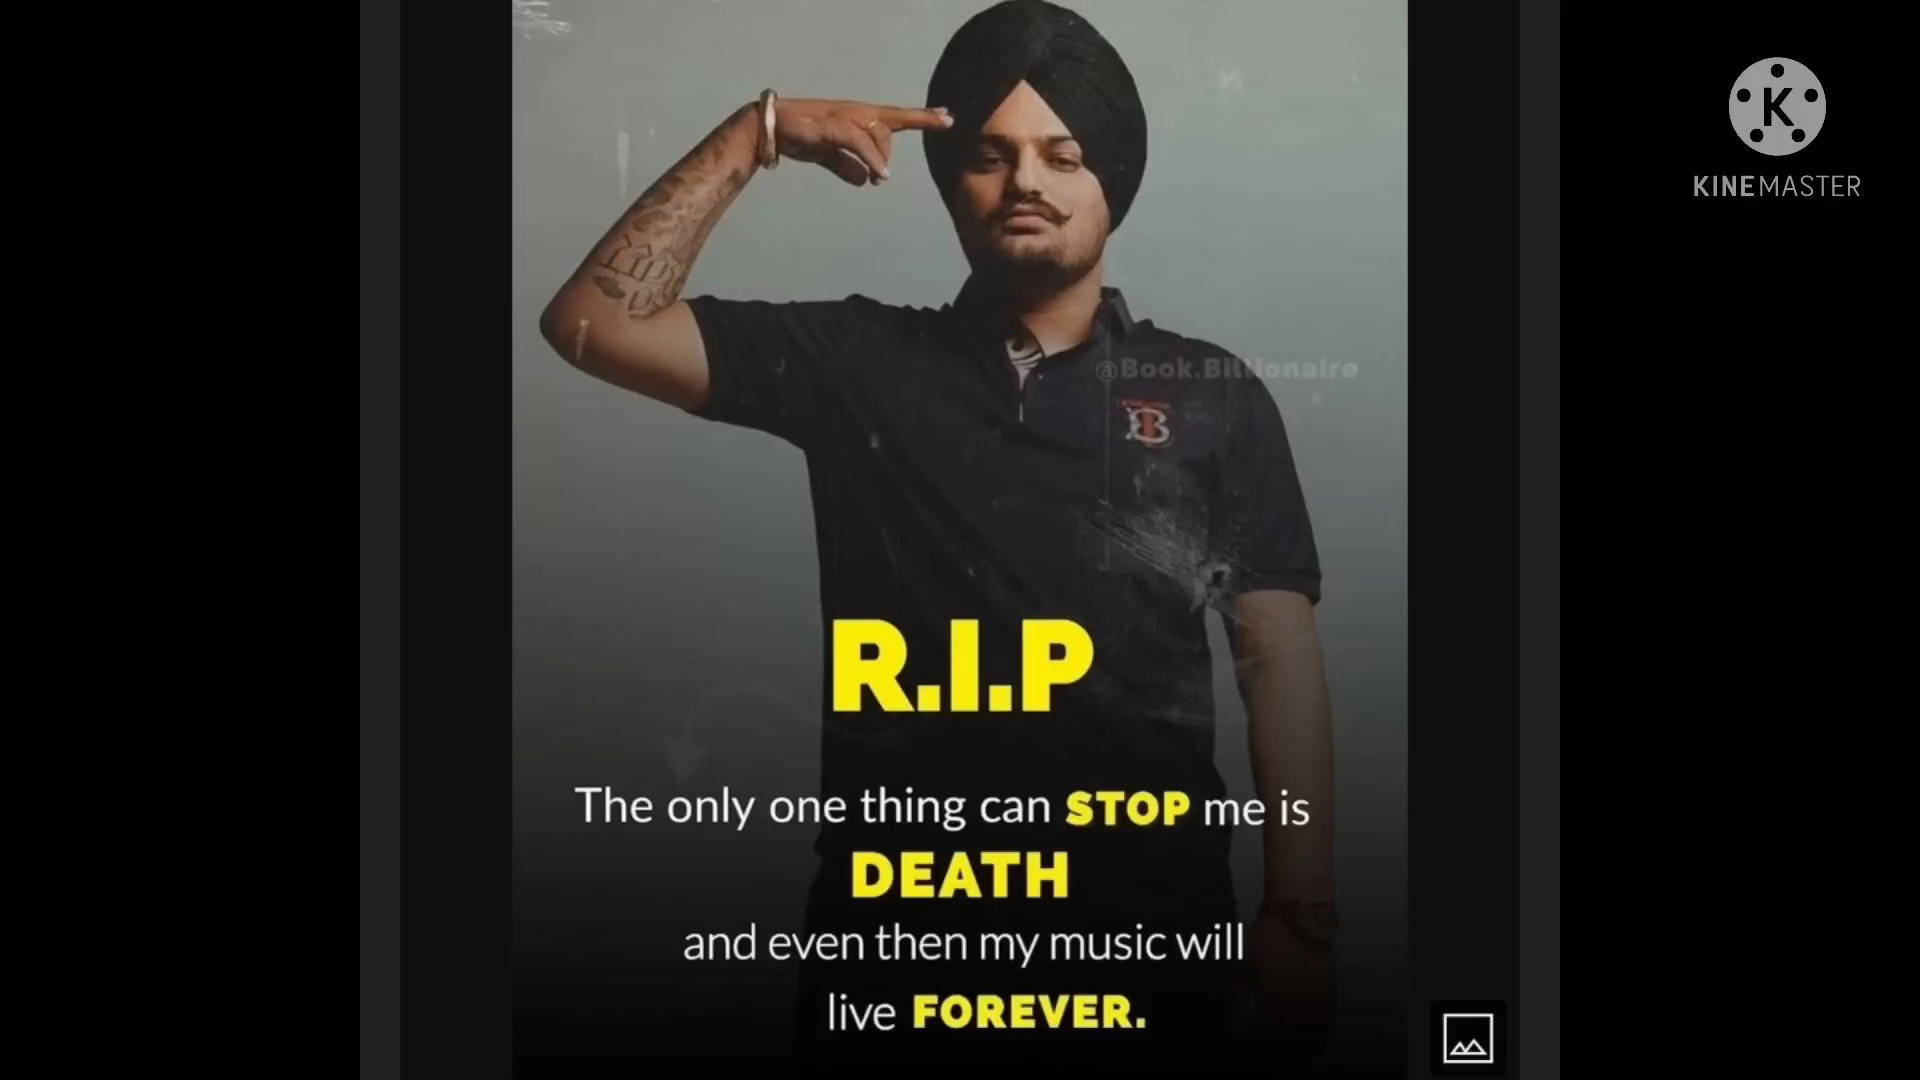 KINEMASTER
@Book.Billionaire
R.I.P
The only one thing can STOP me is
DEATH
and even then my music will
live FOREVER.